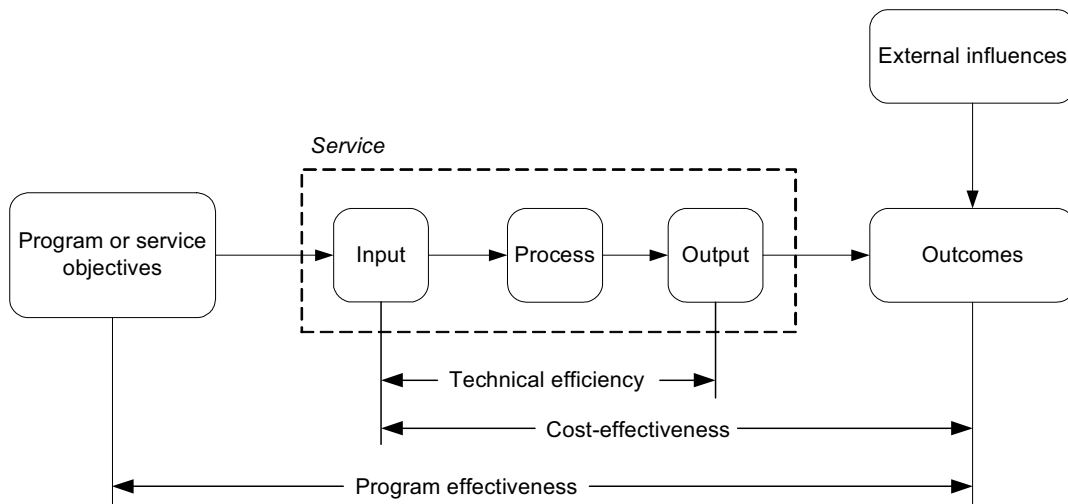 External influences
Service
Program or service
objectives
Input
Process
Output
Outcomes
Technical efficiency
Cost-effectiveness
Program effectiveness